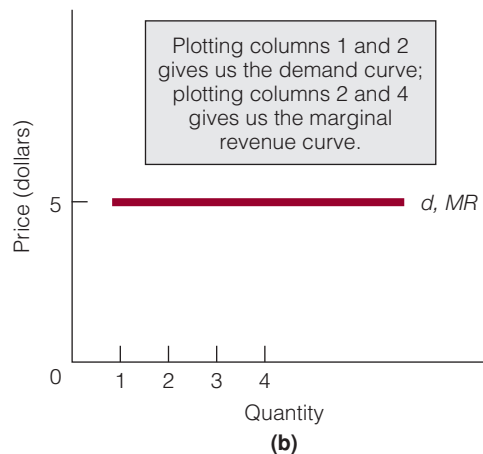 Plotting columns 1 and 2
gives us the demand curve;
plotting columns 2 and 4
gives us the marginal
revenue curve.
Price (dollars)
5
d, MR
0
1 2 3 4
Quantity
(b)